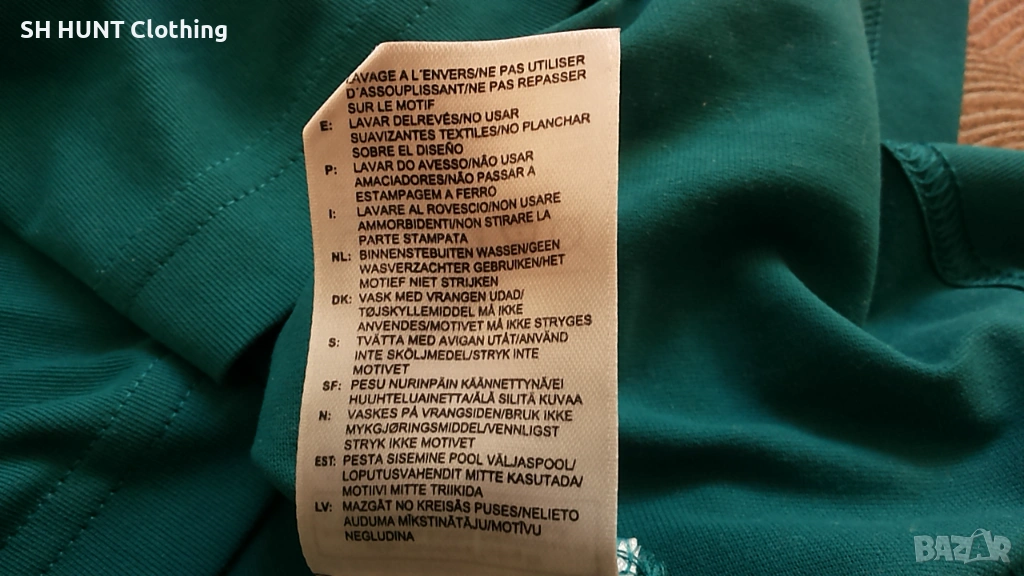 SH HUNT Clothing
LAVAGE A L'ENVERS/NE PAS UTILISER
D'ASSOUPLISSANT/NE PAS REPASSER
SUR LE MOTIF
E: LAVAR DELREVÉS/NO USAR
SUAVIZANTES TEXTILES/NO PLANCHAR
SOBRE EL DISEÑO
P: LAVAR DO AVESSO/NÃO USAR
AMACIADORES/NÃO PASSAR A
ESTAMPAGEM A FERRO
I: LAVARE AL ROVESCIO/NON USARE
AMMORBIDENTI/NON STIRARE LA
PARTE STAMPATA
NL: BINNENSTEBUITEN WASSEN/GEEN
WASVERZACHTER GEBRUIKEN/HET
MOTIEF NIET STRIJKEN
DK: VASK MED VRANGEN UDAD/
TØJSKYLLEMIDDEL MÅ IKKE
ANVENDES/MOTIVET MÅ IKKE STRYGES
S: TVÄTTA MED AVIGAN UTÅT/ANVÄND
INTE SKÖLJMEDEL/STRYK INTE
MOTIVET
SF: PESU NURINPÄIN KÄÄNNETTYNÄ/EI
HUUHTELUAINETTA/ÄLÄ SILITÄ KUVAA
N: VASKES PÅ VRANGSIDEN/BRUK IKKE
MYKGJØRINGSMIDDEL/VENNLIGST
STRYK IKKE MOTIVET
EST: PESTA SISEMINE POOL VÄLJASPOOL/
LOPUTUSVAHENDIT MITTE KASUTADA/
MOTIIVI MITTE TRIIKIDA
LV: MAZGĀT NO KREISĀS PUSES/NELIETO
AUDUMA MĪKSTINĀTĀJU/MOTĪVU
NEGLUDINA
BAZAR